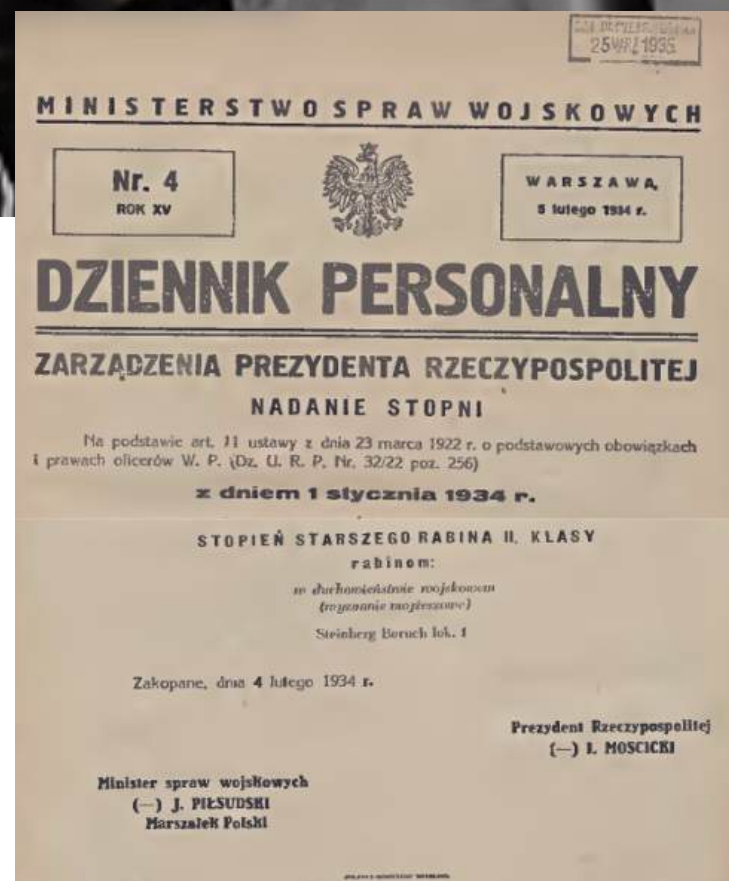 25 MRZ 1935
MINISTERSTWO SPRAW WOJSKOWYCH
Nr. 4
ROK XV
WARSZAWA,
5 lutego 1934 r.
DZIENNIK PERSONALNY
ZARZĄDZENIA PREZYDENTA RZECZYPOSPOLITEJ
NADANIE STOPNI
Na podstawie art. 11 ustawy z dnia 23 marca 1922 r. o podstawowych obowiązkach
i prawach oficerów W. P. (Dz. U. R. P. Nr. 32/22 poz. 256)
z dniem 1 stycznia 1934 r.
STOPIEŃ STARSZEGO RABINA II. KLASY
rabinom:
w duchowieństwie wojskowem
(wyznanie mojżeszowe)
Steinberg Boruch lok. 1
Zakopane, dnia 4 lutego 1934 r.
Prezydent Rzeczypospolitej
(—) I. MOSCICKI
Minister spraw wojskowych
(—) J. PIŁSUDSKI
Marszałek Polski